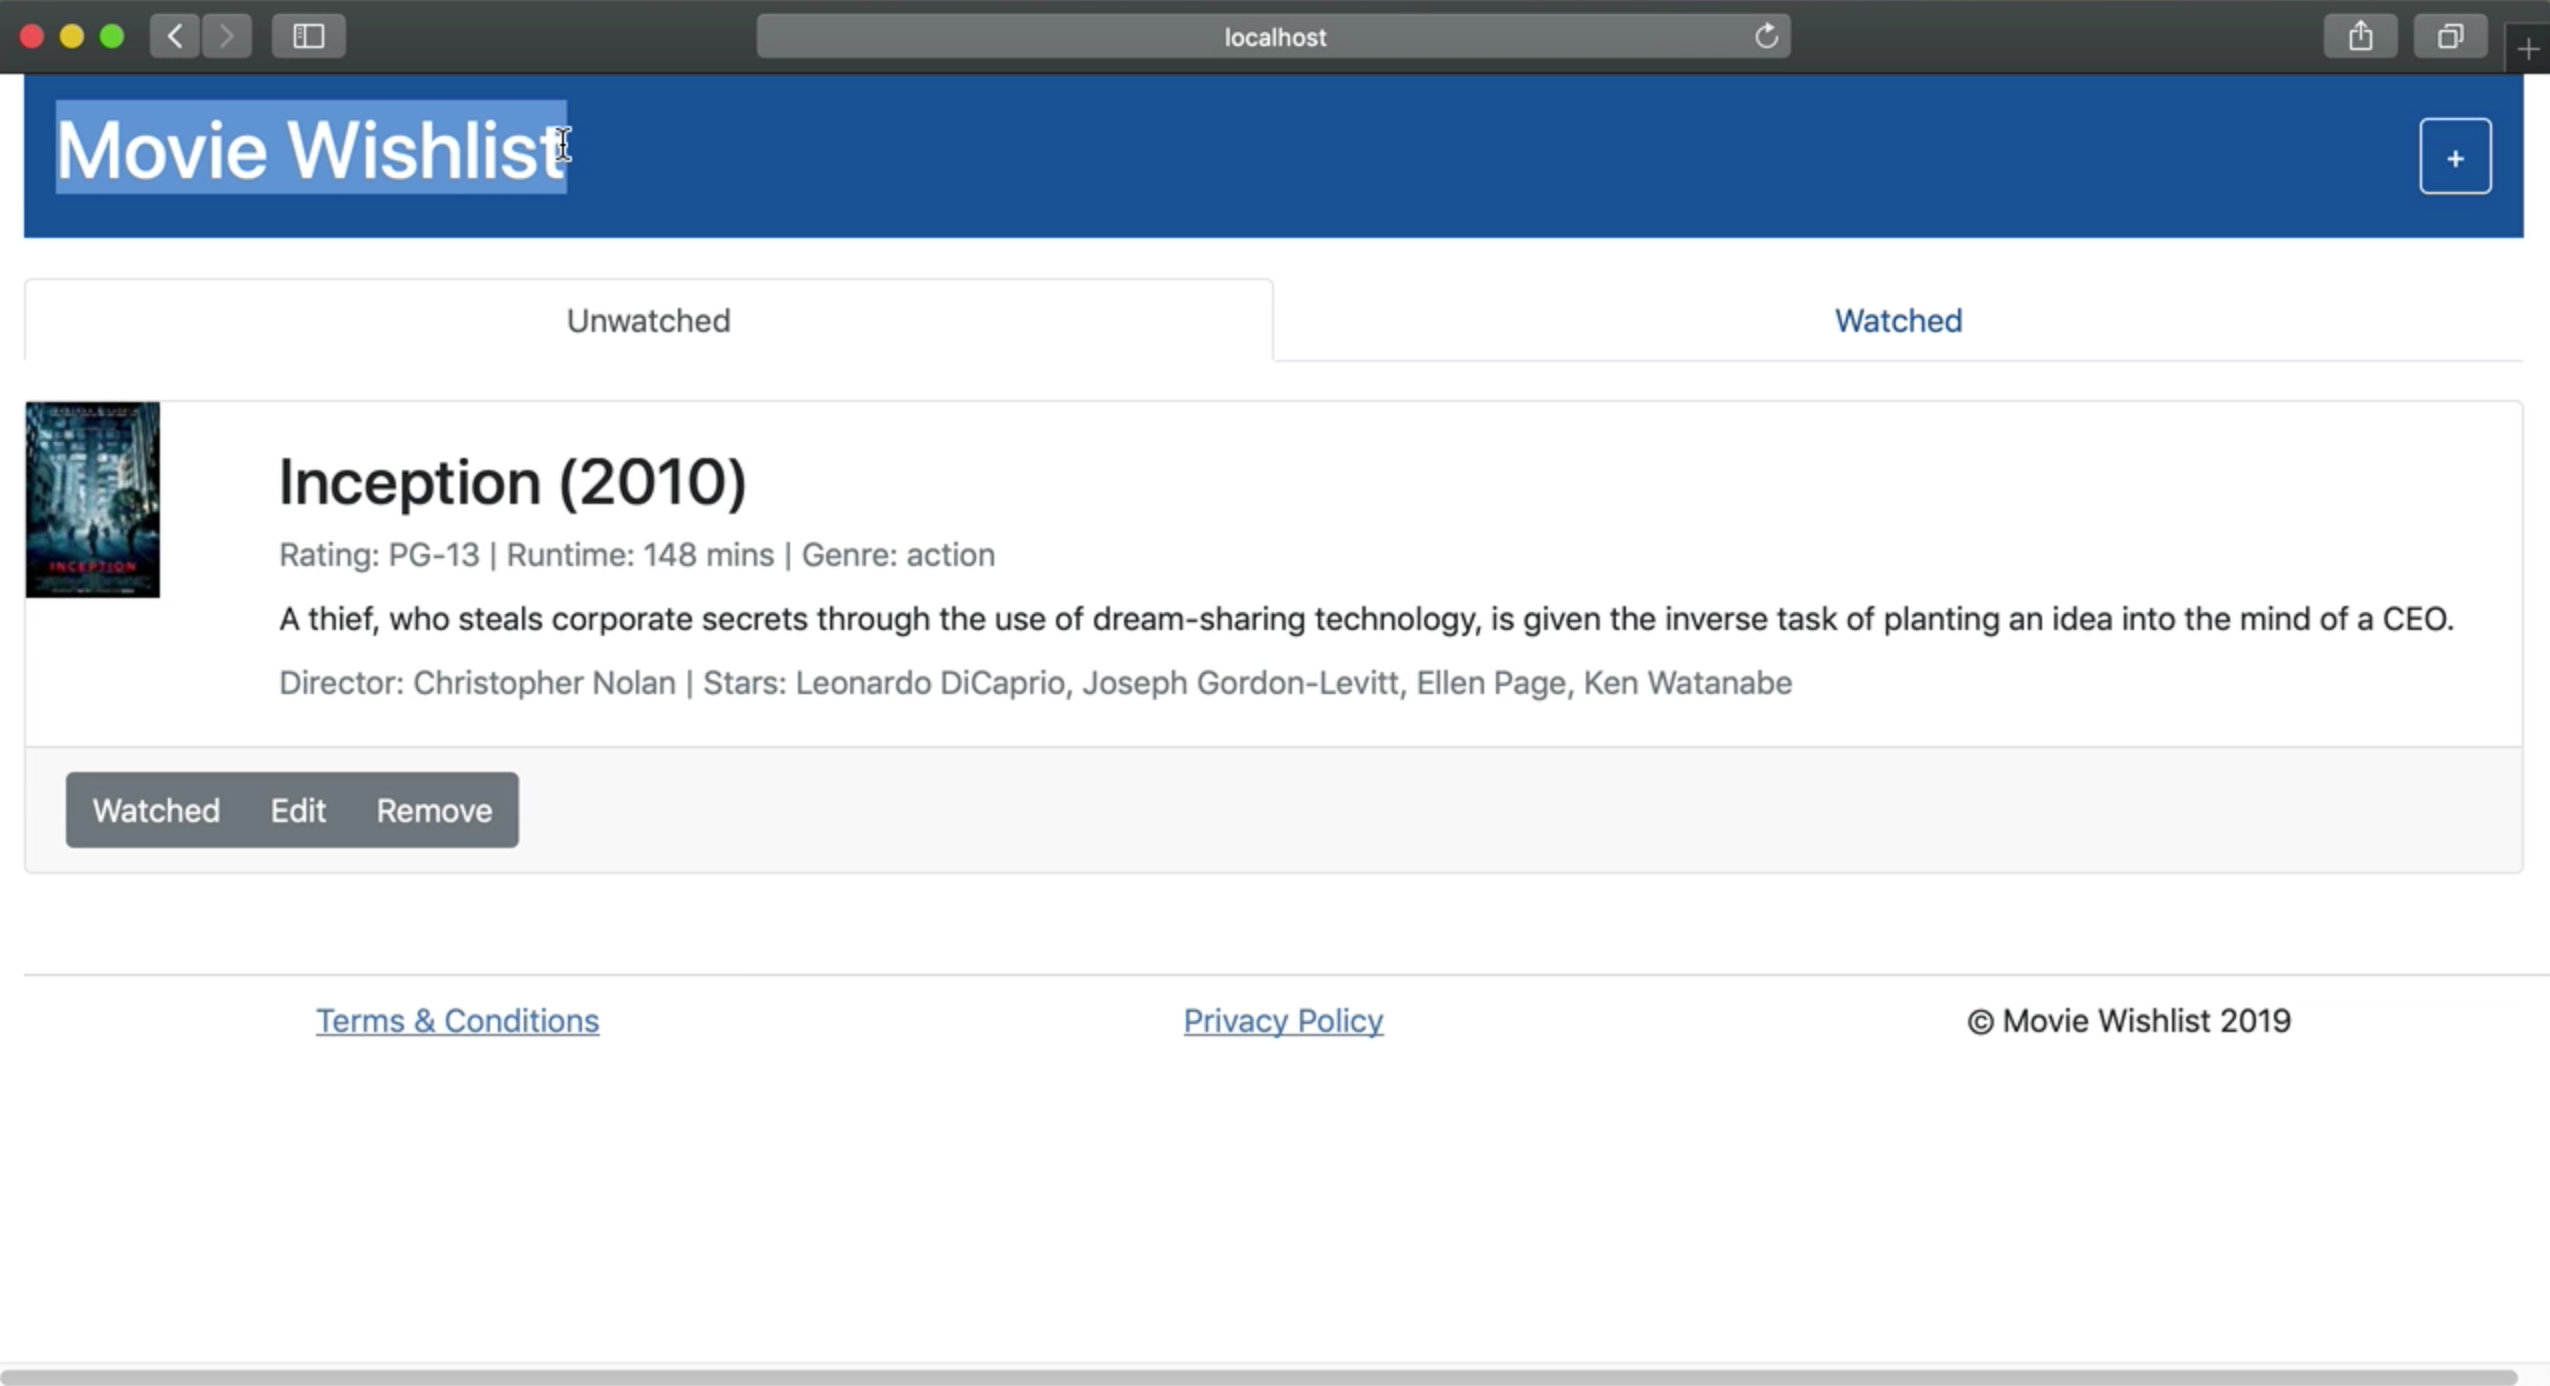 localhost
Movie Wishlist
+
Unwatched
Watched
INCEPTION
Inception (2010)
Rating: PG-13 | Runtime: 148 mins | Genre: action
A thief, who steals corporate secrets through the use of dream-sharing technology, is given the inverse task of planting an idea into the mind of a CEO.
Director: Christopher Nolan | Stars: Leonardo DiCaprio, Joseph Gordon-Levitt, Ellen Page, Ken Watanabe
Watched Edit Remove
Terms & Conditions Privacy Policy © Movie Wishlist 2019